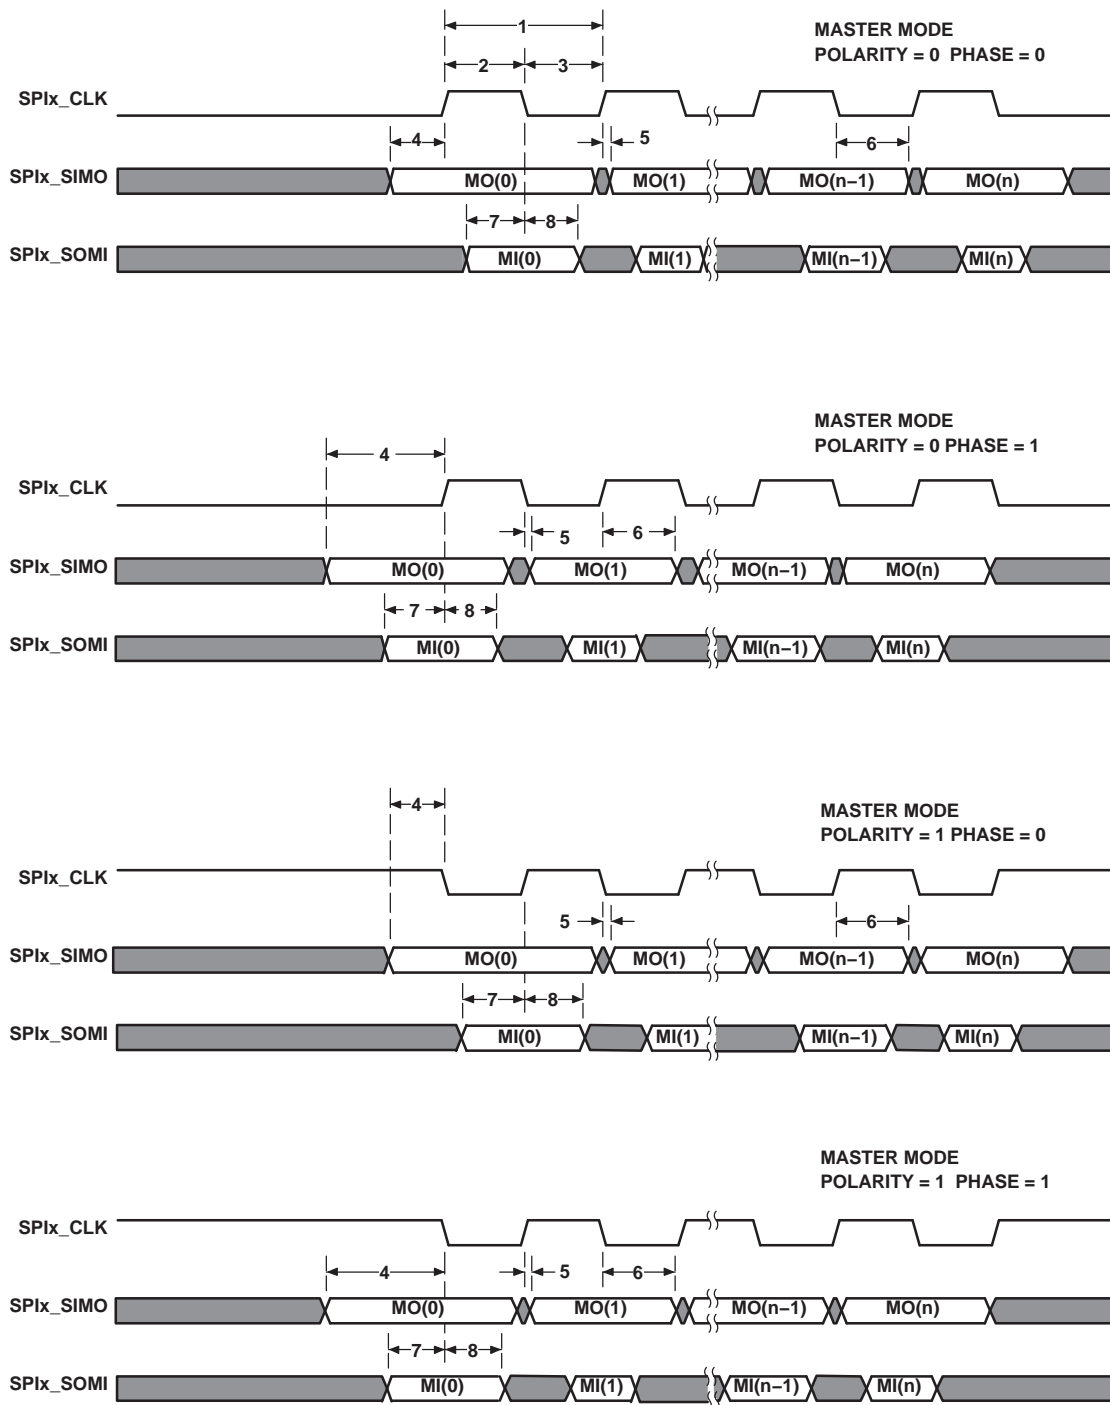 1
MASTER MODE
POLARITY = 0 PHASE = 0
2 3
SPIx_CLK
4 5 6
SPIx_SIMO MO(0) MO(1) MO(n−1) MO(n)
7 8
SPIx_SOMI MI(0) MI(1) MI(n−1) MI(n)
MASTER MODE
POLARITY = 0 PHASE = 1
4
SPIx_CLK
5 6
SPIx_SIMO MO(0) MO(1) MO(n−1) MO(n)
7 8
SPIx_SOMI MI(0) MI(1) MI(n−1) MI(n)
4
MASTER MODE
POLARITY = 1 PHASE = 0
SPIx_CLK
5 6
SPIx_SIMO MO(0) MO(1) MO(n−1) MO(n)
7 8
SPIx_SOMI MI(0) MI(1) MI(n−1) MI(n)
MASTER MODE
POLARITY = 1 PHASE = 1
SPIx_CLK
4 5 6
SPIx_SIMO MO(0) MO(1) MO(n−1) MO(n)
7 8
SPIx_SOMI MI(0) MI(1) MI(n−1) MI(n)